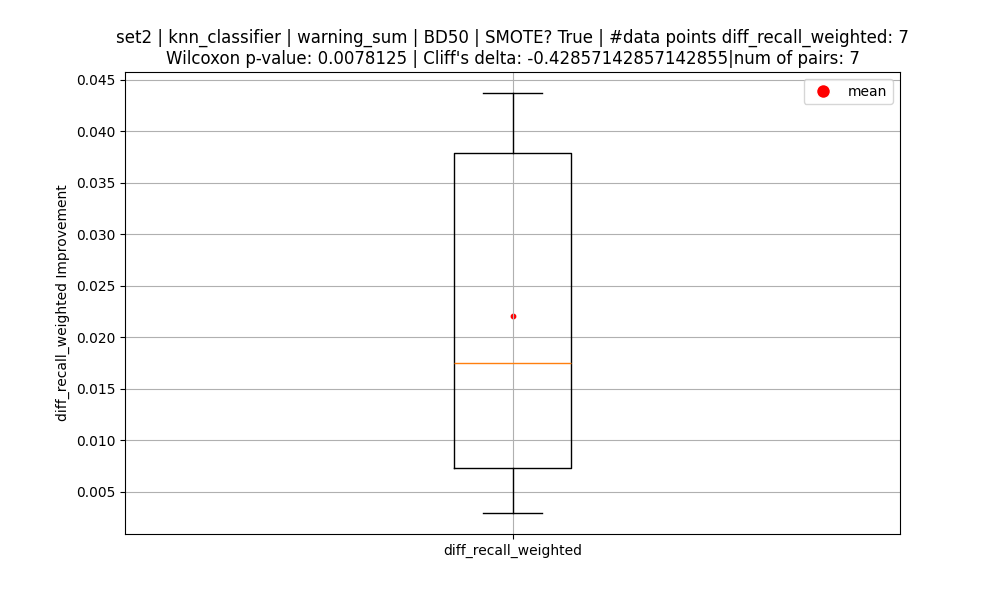 set2 | knn_classifier | warning_sum | BD50 | SMOTE? True | #data points diff_recall_weighted: 7
Wilcoxon p-value: 0.0078125 | Cliff's delta: -0.42857142857142855|num of pairs: 7
mean
0.045
0.040
0.035
0.030
0.025
0.020
0.015
0.010
0.005
diff_recall_weighted Improvement
diff_recall_weighted